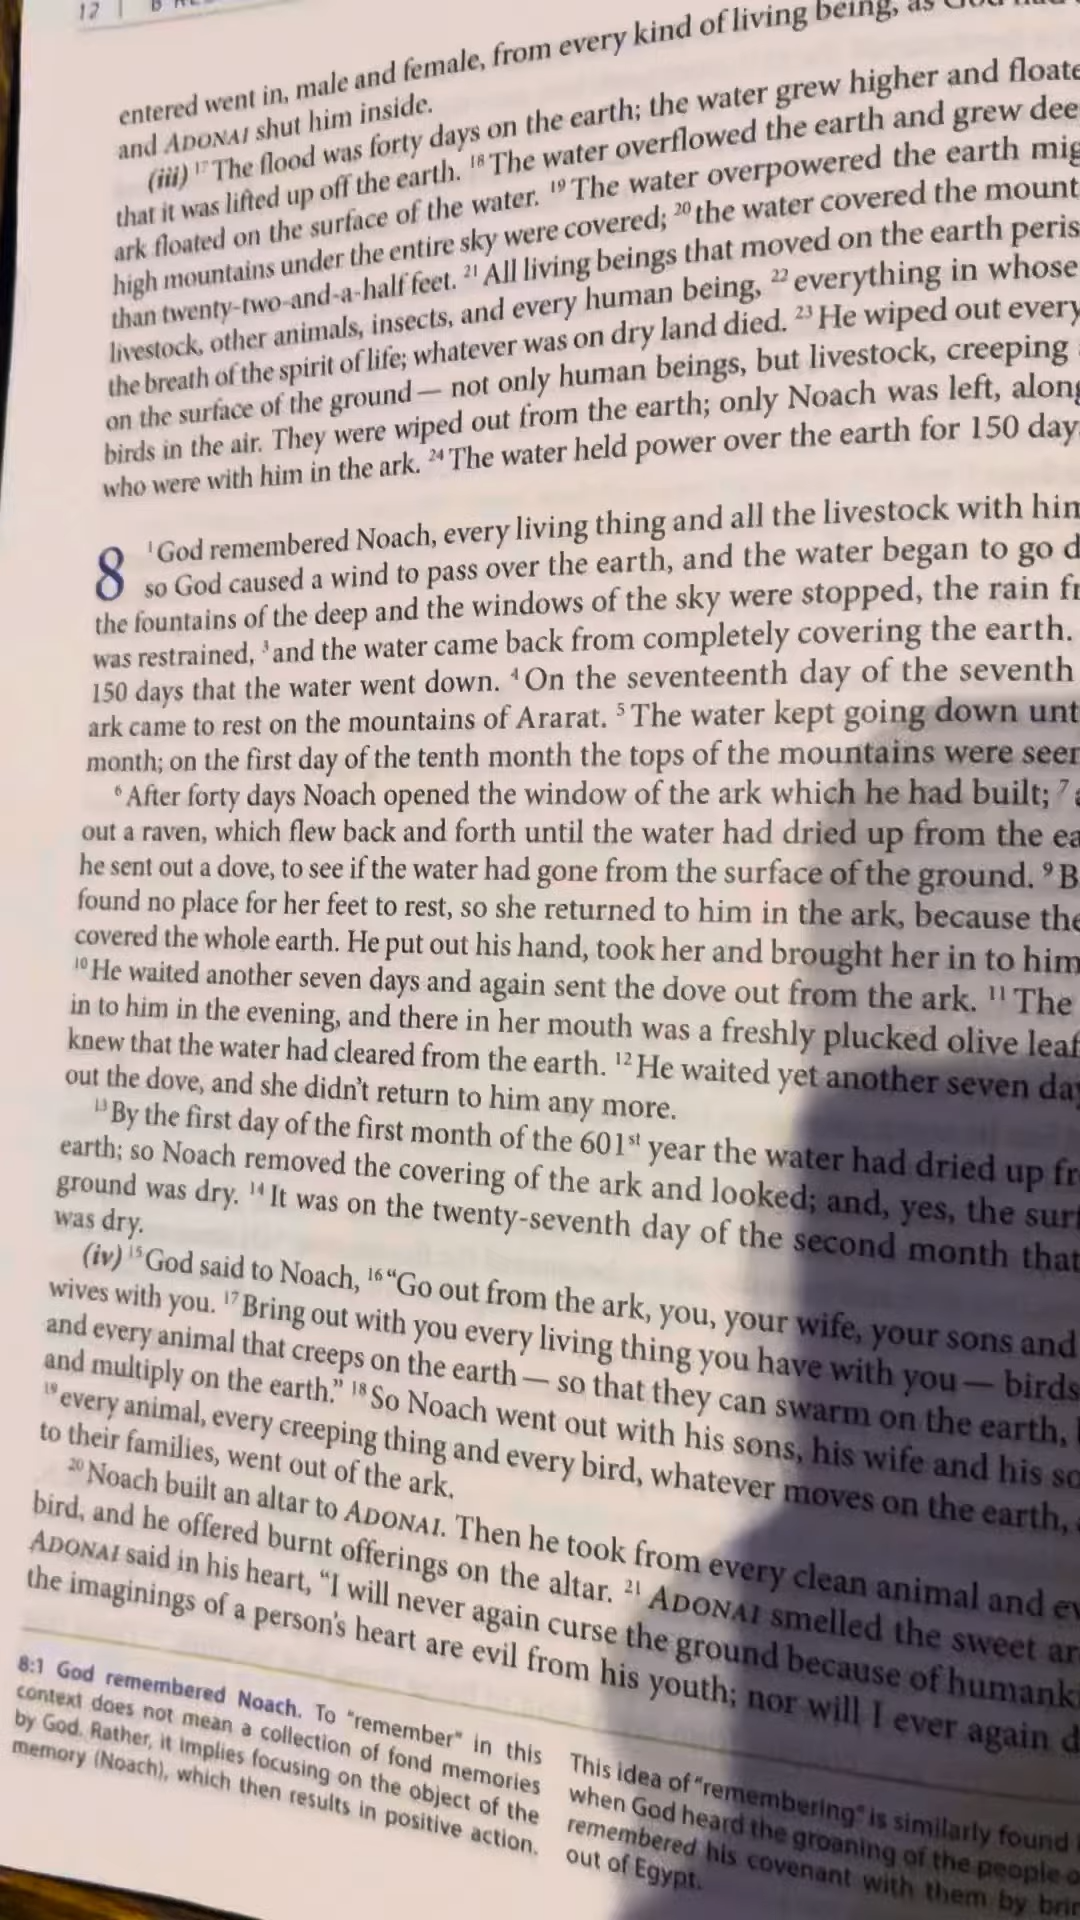 12 |
entered went in, male and female, from every kind of living being, as God had
and ADONAI shut him inside.
(iii) 17 The flood was forty days on the earth; the water grew higher and floate
that it was lifted up off the earth. 18 The water overflowed the earth and grew dee
ark floated on the surface of the water. 19 The water overpowered the earth mig
high mountains under the entire sky were covered; 20 the water covered the mount
than twenty-two-and-a-half feet. 21 All living beings that moved on the earth peris
livestock, other animals, insects, and every human being, 22 everything in whose
the breath of the spirit of life; whatever was on dry land died. 23 He wiped out every
on the surface of the ground — not only human beings, but livestock, creeping
birds in the air. They were wiped out from the earth; only Noach was left, along
who were with him in the ark. 24 The water held power over the earth for 150 day
8 1 God remembered Noach, every living thing and all the livestock with him
so God caused a wind to pass over the earth, and the water began to go d
the fountains of the deep and the windows of the sky were stopped, the rain fr
was restrained, 3 and the water came back from completely covering the earth.
150 days that the water went down. 4 On the seventeenth day of the seventh
ark came to rest on the mountains of Ararat. 5 The water kept going down unt
month; on the first day of the tenth month the tops of the mountains were seen
6 After forty days Noach opened the window of the ark which he had built; 7 a
out a raven, which flew back and forth until the water had dried up from the ea
he sent out a dove, to see if the water had gone from the surface of the ground. 9 B
found no place for her feet to rest, so she returned to him in the ark, because the
covered the whole earth. He put out his hand, took her and brought her in to him
10 He waited another seven days and again sent the dove out from the ark. 11 The
in to him in the evening, and there in her mouth was a freshly plucked olive leaf
knew that the water had cleared from the earth. 12 He waited yet another seven day
out the dove, and she didn't return to him any more.
13 By the first day of the first month of the 601st year the water had dried up fr
earth; so Noach removed the covering of the ark and looked; and, yes, the surf
ground was dry. 14 It was on the twenty-seventh day of the second month that
was dry.
(iv) 15 God said to Noach, 16 “Go out from the ark, you, your wife, your sons and
wives with you. 17 Bring out with you every living thing you have with you — birds
and every animal that creeps on the earth — so that they can swarm on the earth,
and multiply on the earth.” 18 So Noach went out with his sons, his wife and his so
19 every animal, every creeping thing and every bird, whatever moves on the earth,
to their families, went out of the ark.
20 Noach built an altar to ADONAI. Then he took from every clean animal and ev
bird, and he offered burnt offerings on the altar. 21 ADONAI smelled the sweet ar
ADONAI said in his heart, “I will never again curse the ground because of humank
the imaginings of a person's heart are evil from his youth; nor will I ever again d
8:1 God remembered Noach. To "remember" in this
context does not mean a collection of fond memories
by God. Rather, it implies focusing on the object of the
memory (Noach), which then results in positive action.
This idea of "remembering" is similarly found
when God heard the groaning of the people o
remembered his covenant with them by brin
out of Egypt.